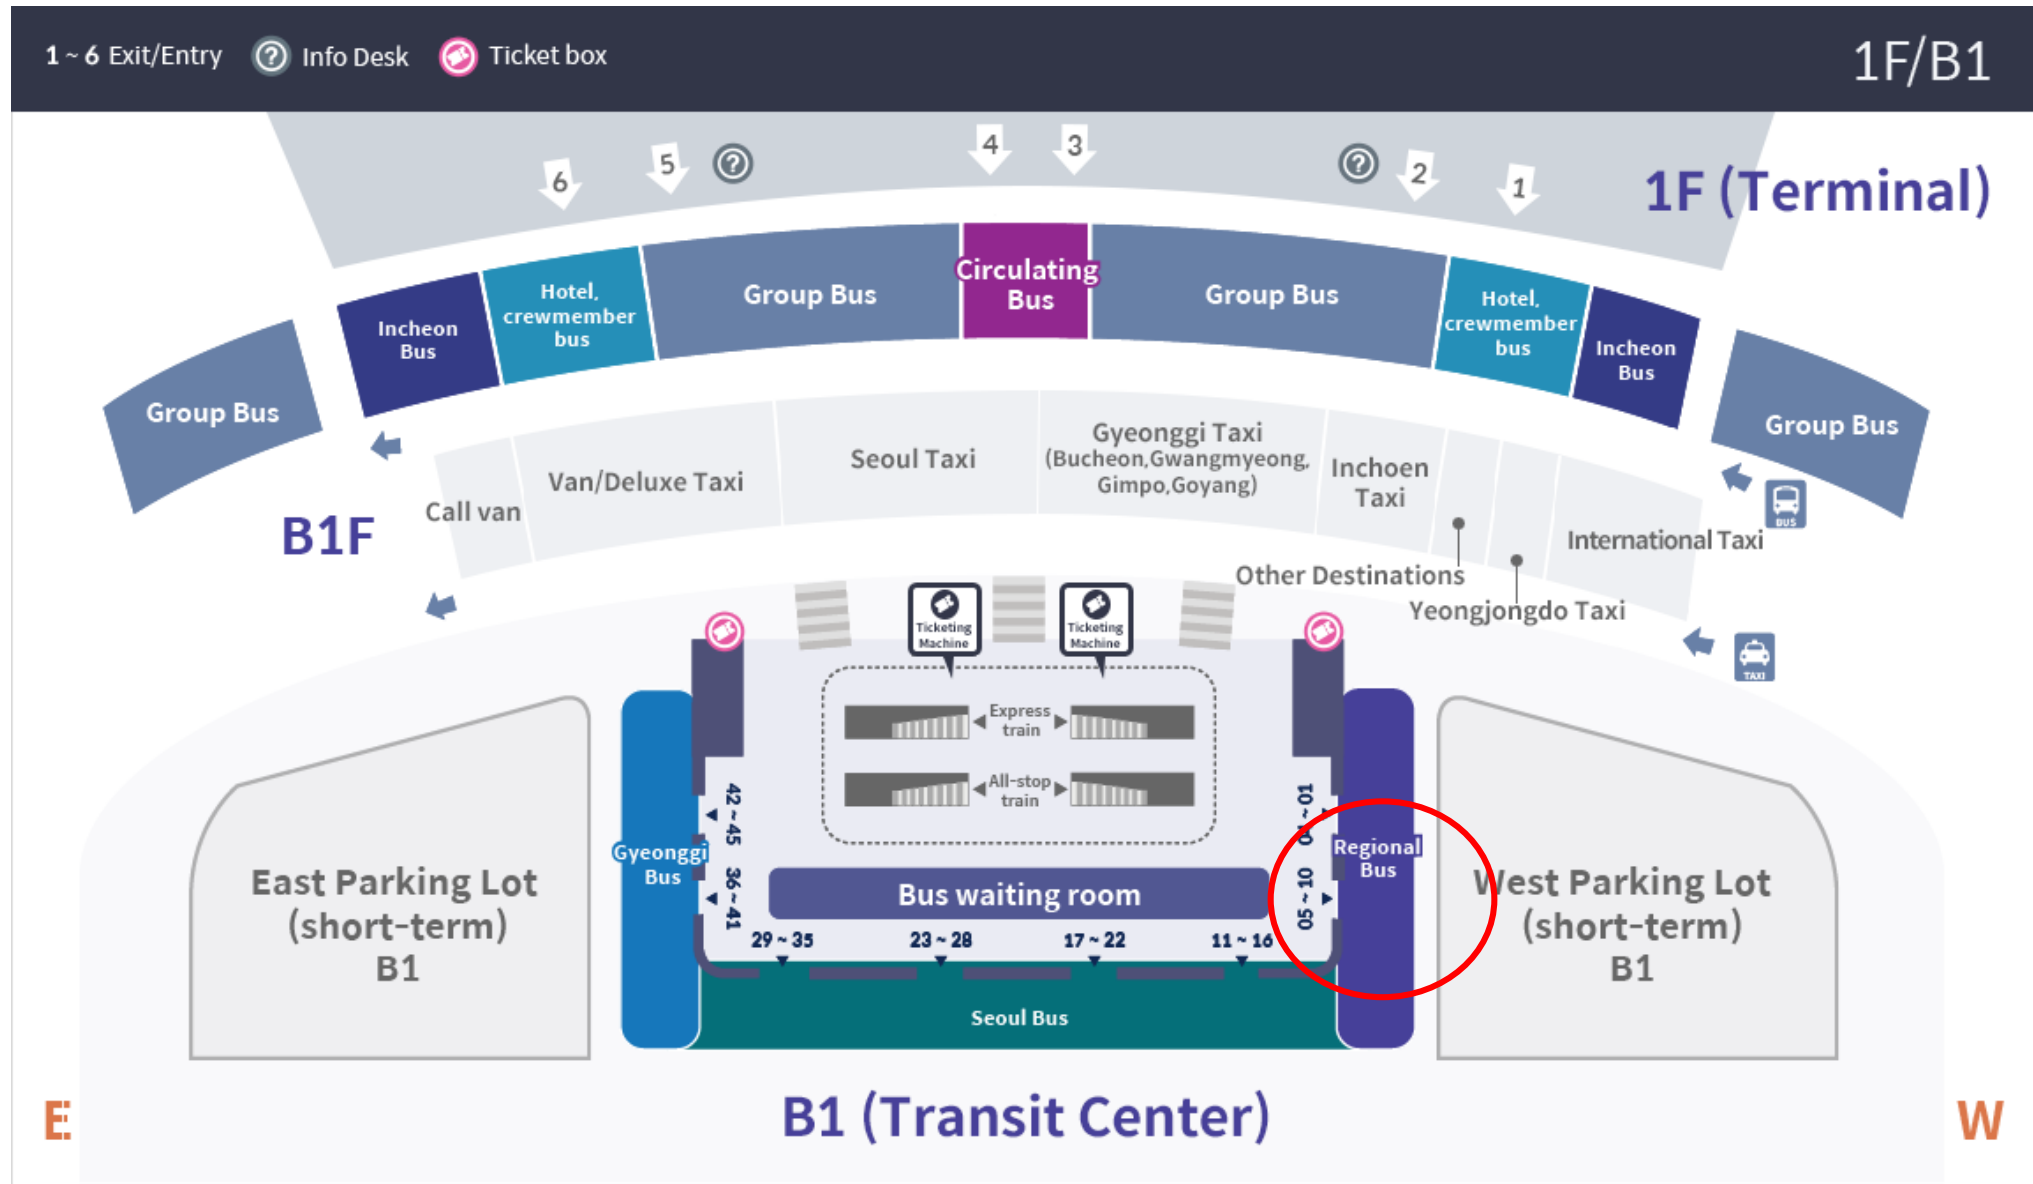 1 ~ 6 Exit/Entry
Info Desk
Ticket box
1F/B1
4
3
5
2
6
1
1F (Terminal)
Circulating
Bus
Group Bus
Group Bus
Hotel,
crewmember
bus
Hotel,
crewmember
bus
Incheon
Bus
Incheon
Bus
Group Bus
Group Bus
Gyeonggi Taxi
(Bucheon,Gwangmyeong,
Gimpo,Goyang)
Seoul Taxi
Van/Deluxe Taxi
Inchoen
Taxi
Call van
BUS
B1F
International Taxi
Other Destinations
Yeongjongdo Taxi
Ticketing
Machine
Ticketing
Machine
TAXI
Express
train
All-stop
train
42 ~ 45
36 ~ 41
04 ~ 01
05 ~ 10
Gyeonggi
Bus
Regional
Bus
Bus waiting room
29 ~ 35
23 ~ 28
17 ~ 22
11 ~ 16
East Parking Lot
(short-term)
B1
West Parking Lot
(short-term)
B1
Seoul Bus
E
B1 (Transit Center)
W